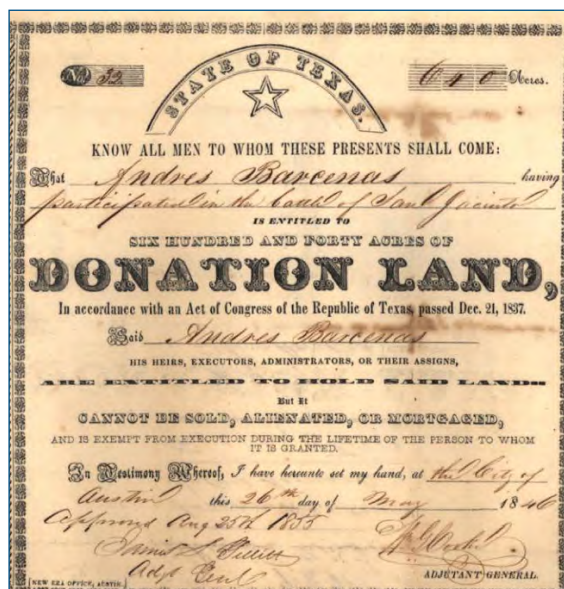 STATE OF TEXAS.
No 32
640 Acres.
KNOW ALL MEN TO WHOM THESE PRESENTS SHALL COME:
That Andres Barcenas having
participated in the battle of San Jacinto
IS ENTITLED TO
SIX HUNDRED AND FORTY ACRES OF
DONATION LAND,
In accordance with an Act of Congress of the Republic of Texas, passed Dec. 21, 1837.
Said Andres Barcenas
HIS HEIRS, EXECUTORS, ADMINISTRATORS, OR THEIR ASSIGNS,
ARE ENTITLED TO HOLD SAID LAND--
But It
CANNOT BE SOLD, ALIENATED, OR MORTGAGED,
AND IS EXEMPT FROM EXECUTION DURING THE LIFETIME OF THE PERSON TO WHOM
IT IS GRANTED.
In Testimony Whereof, I have hereunto set my hand, at the City of
Austin this 26th day of May 1846
Approved Aug 25th 1855
James S. Gillett
Adjt Genl
ADJUTANT GENERAL.
[NEW ERA OFFICE, AUSTIN.]